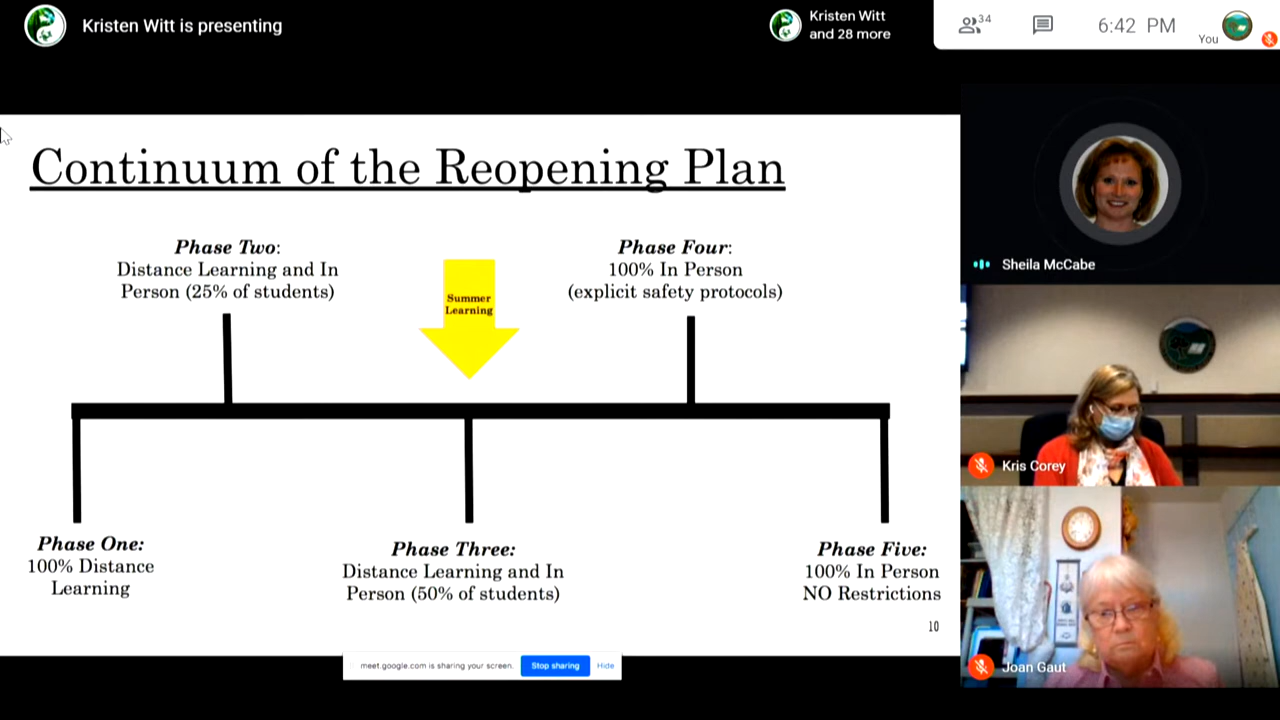 Kristen Witt is presenting
Kristen Witt
and 28 more
34
6:42 PM
You
Continuum of the Reopening Plan
Phase Two:
Distance Learning and In
Person (25% of students)
Summer
Learning
Phase Four:
100% In Person
(explicit safety protocols)
Phase One:
100% Distance
Learning
Phase Three:
Distance Learning and In
Person (50% of students)
Phase Five:
100% In Person
NO Restrictions
10
meet.google.com is sharing your screen.
Stop sharing
Hide
Sheila McCabe
Kris Corey
Joan Gaut